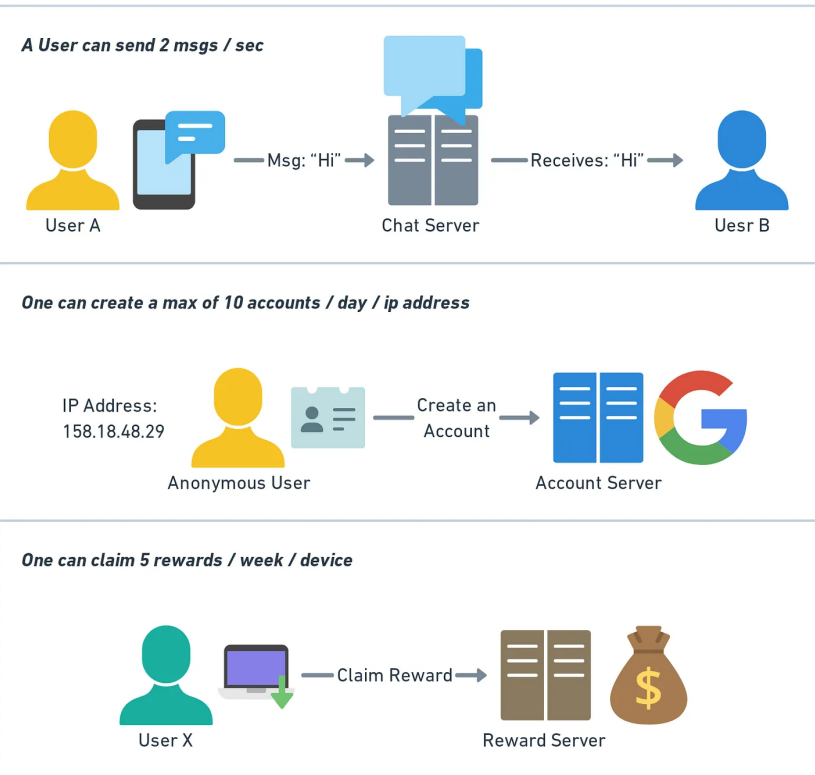 A User can send 2 msgs / sec
Msg: “Hi”
Receives: “Hi”
User A
Chat Server
Uesr B
One can create a max of 10 accounts / day / ip address
IP Address:
158.18.48.29
Create an
Account
Anonymous User
Account Server
One can claim 5 rewards / week / device
Claim Reward
$
User X
Reward Server